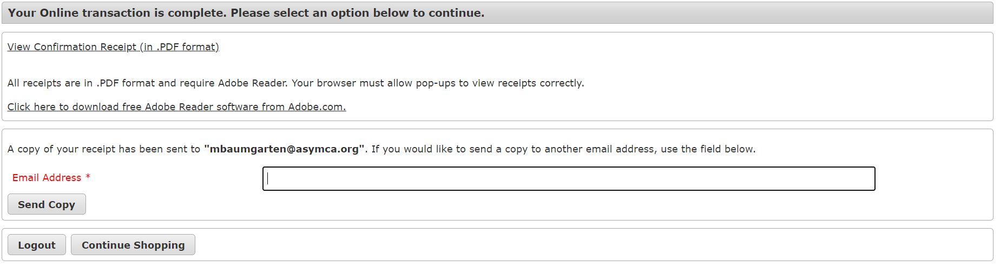 Your Online transaction is complete. Please select an option below to continue.
View Confirmation Receipt (in .PDF format)
All receipts are in .PDF format and require Adobe Reader. Your browser must allow pop-ups to view receipts correctly.
Click here to download free Adobe Reader software from Adobe.com.
A copy of your receipt has been sent to "mbaumgarten@asymca.org". If you would like to send a copy to another email address, use the field below.
Email Address *
Send Copy
Logout Continue Shopping